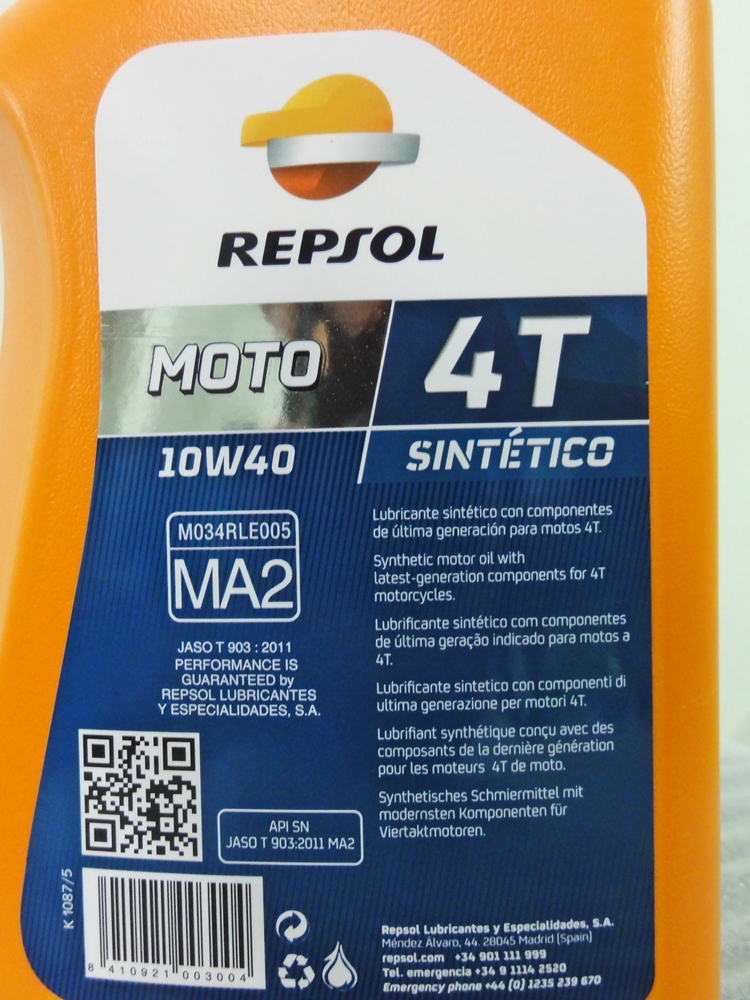 REPSOL
MOTO
4T
10W40
SINTÉTICO
M034RLE005
MA2
JASO T 903 : 2011
PERFORMANCE IS
GUARANTEED by
REPSOL LUBRICANTES
Y ESPECIALIDADES, S.A.
Lubricante sintético con componentes
de última generación para motos 4T.
Synthetic motor oil with
latest-generation components for 4T
motorcycles.
Lubrificante sintético com componentes
de última geração indicado para motos a
4T.
Lubrificante sintetico con componenti di
ultima generazione per motori 4T.
Lubrifiant synthétique conçu avec des
composants de la dernière génération
pour les moteurs 4T de moto.
Synthetisches Schmiermittel mit
modernsten Komponenten für
Viertaktmotoren.
API SN
JASO T 903:2011 MA2
K 1087/5
8 410921 003004
Repsol Lubricantes y Especialidades, S.A.
Méndez Álvaro, 44. 28045 Madrid (Spain)
repsol.com +34 901 111 999
Tel. emergencia +34 9 1114 2520
Emergency phone +44 (0) 1235 239 670